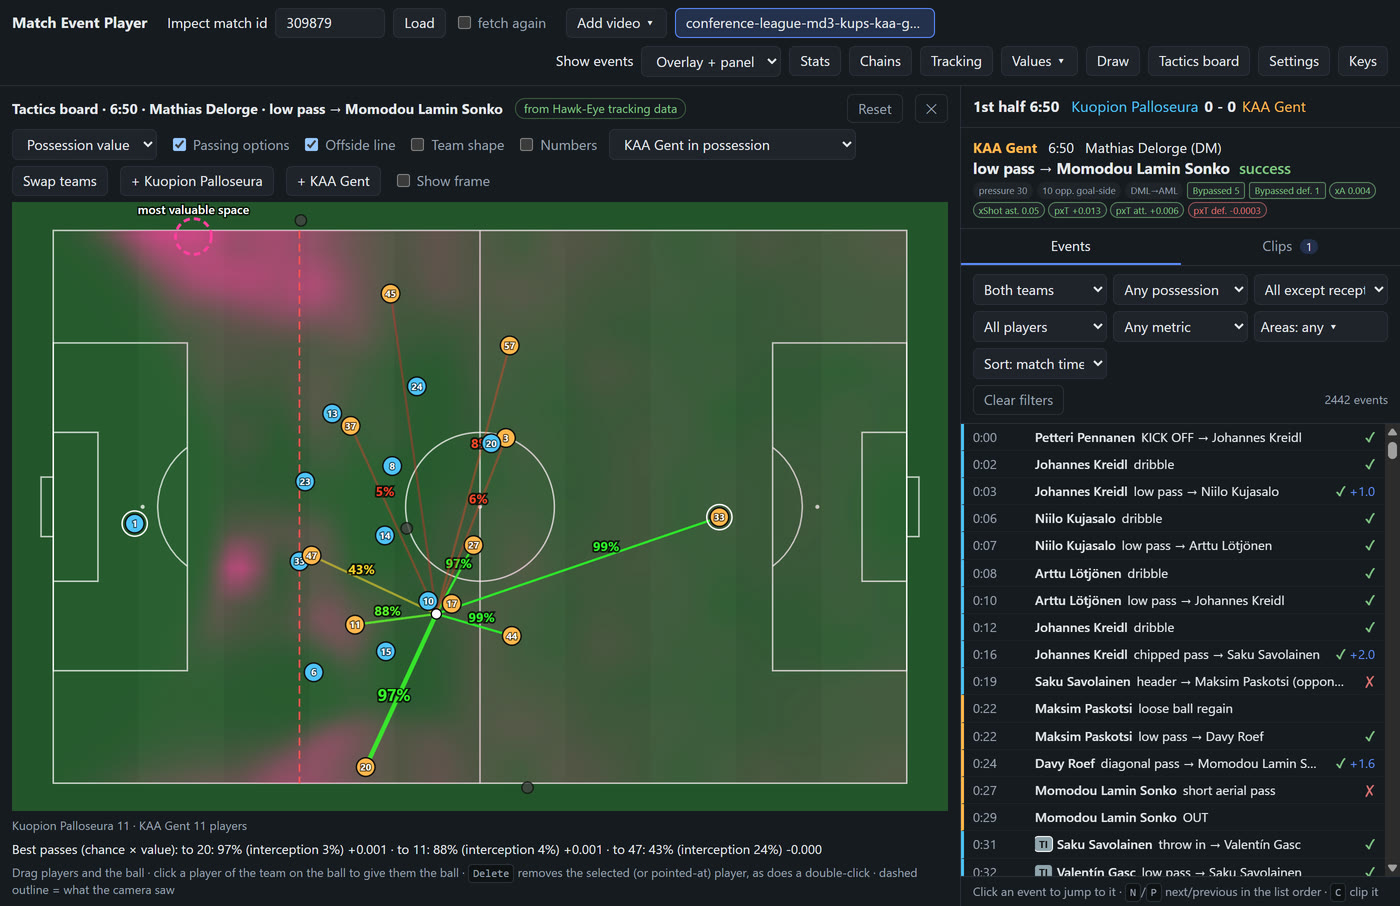 Match Event Player Impact match id 309879 Load fetch again Add video ▾ conference-league-md3-kups-kaa-g...
Show events Overlay + panel Stats Chains Tracking Values ▾ Draw Tactics board Settings Keys
Tactics board · 6:50 · Mathias Delorge · low pass → Momodou Lamin Sonko from Hawk-Eye tracking data Reset ×
Possession value Passing options Offside line Team shape Numbers KAA Gent in possession
Swap teams + Kuopion Palloseura + KAA Gent Show frame
most valuable space
45
57
24
13
37
8% 20 3
8
23
5%
6%
33
1
14
27
99%
33 47
97%
43%
10 17
88%
99%
11
44
15
6
97%
20
Kuopion Palloseura 11 · KAA Gent 11 players
Best passes (chance × value): to 20: 97% (interception 3%) +0.001 · to 11: 88% (interception 4%) +0.001 · to 47: 43% (interception 24%) -0.000
Drag players and the ball · click a player of the team on the ball to give them the ball · Delete removes the selected (or pointed-at) player, as does a double-click · dashed
outline = what the camera saw
1st half 6:50 Kuopion Palloseura 0 - 0 KAA Gent
KAA Gent 6:50 Mathias Delorge (DM)
low pass → Momodou Lamin Sonko success
pressure 30 10 opp. goal-side DML→AML Bypassed 5 Bypassed def. 1 xA 0.004
xShot ast. 0.05 pxT +0.013 pxT att. +0.006 pxT def. -0.0003
Events Clips 1
Both teams Any possession All except recept
All players Any metric Areas: any ▾
Sort: match time
Clear filters 2442 events
0:00 Petteri Pennanen KICK OFF → Johannes Kreidl ✓
0:02 Johannes Kreidl dribble ✓
0:03 Johannes Kreidl low pass → Niilo Kujasalo ✓ +1.0
0:06 Niilo Kujasalo dribble ✓
0:07 Niilo Kujasalo low pass → Arttu Lötjönen ✓
0:08 Arttu Lötjönen dribble ✓
0:10 Arttu Lötjönen low pass → Johannes Kreidl ✓
0:12 Johannes Kreidl dribble ✓
0:16 Johannes Kreidl chipped pass → Saku Savolainen ✓ +2.0
0:19 Saku Savolainen header → Maksim Paskotsi (oppon... ✗
0:22 Maksim Paskotsi loose ball regain
0:22 Maksim Paskotsi low pass → Davy Roef ✓
0:24 Davy Roef diagonal pass → Momodou Lamin S... ✓ +1.6
0:27 Momodou Lamin Sonko short aerial pass ✗
0:29 Momodou Lamin Sonko OUT
0:31 TI Saku Savolainen throw in → Valentín Gasc ✓
0:32 TI Valentín Gasc low pass → Saku Savolainen ✓
Click an event to jump to it · N / P next/previous in the list order · C clip it